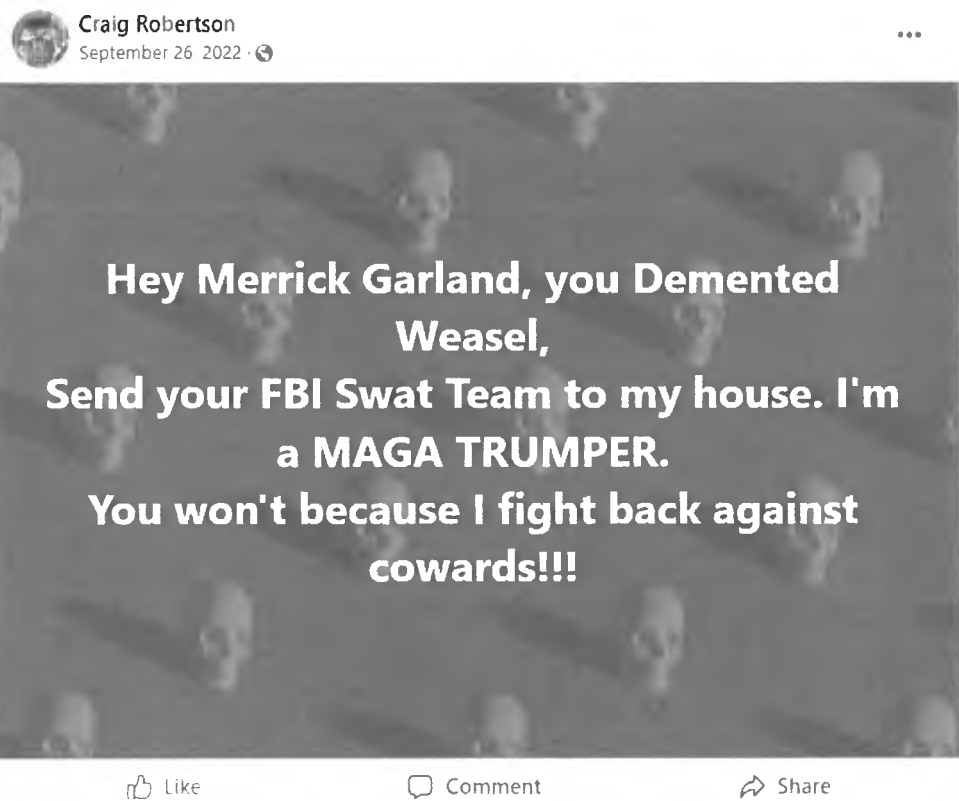 Craig Robertson
September 26 2022 ·
Hey Merrick Garland, you Demented
Weasel,
Send your FBI Swat Team to my house. I'm
a MAGA TRUMPER.
You won't because I fight back against
cowards!!!
Like Comment Share